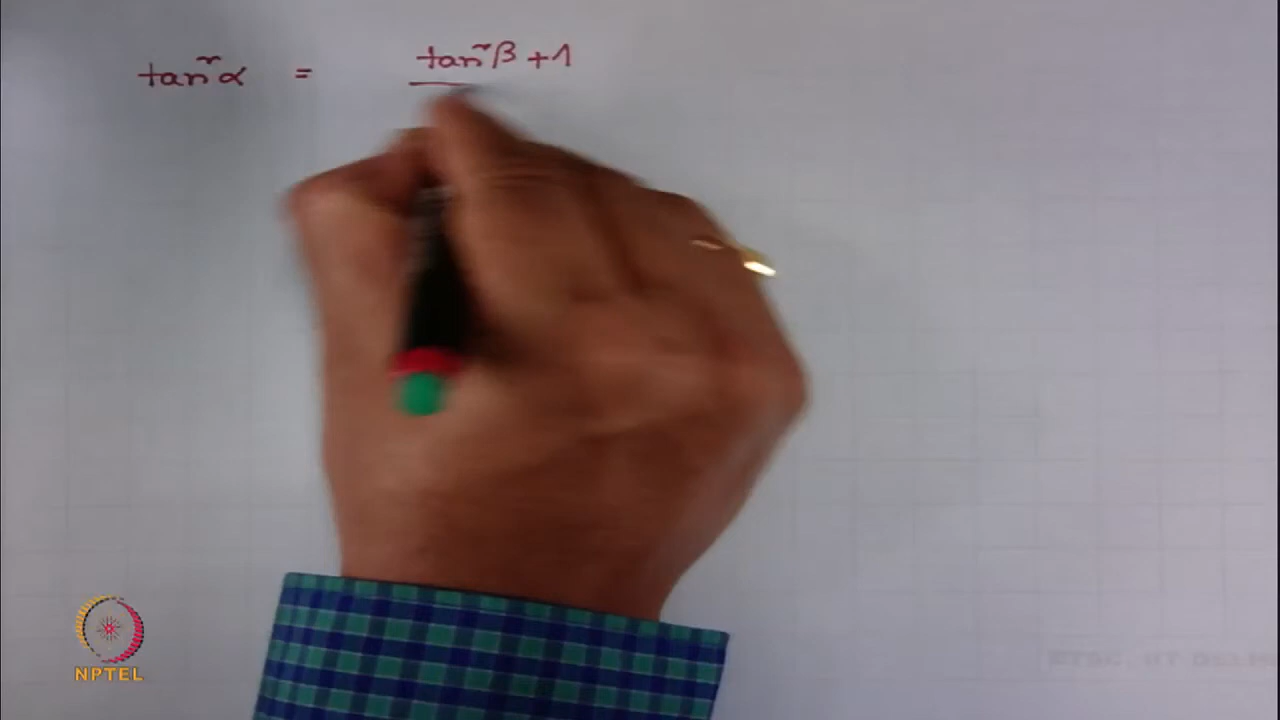 tan²α = tan²β + 1
NPTEL